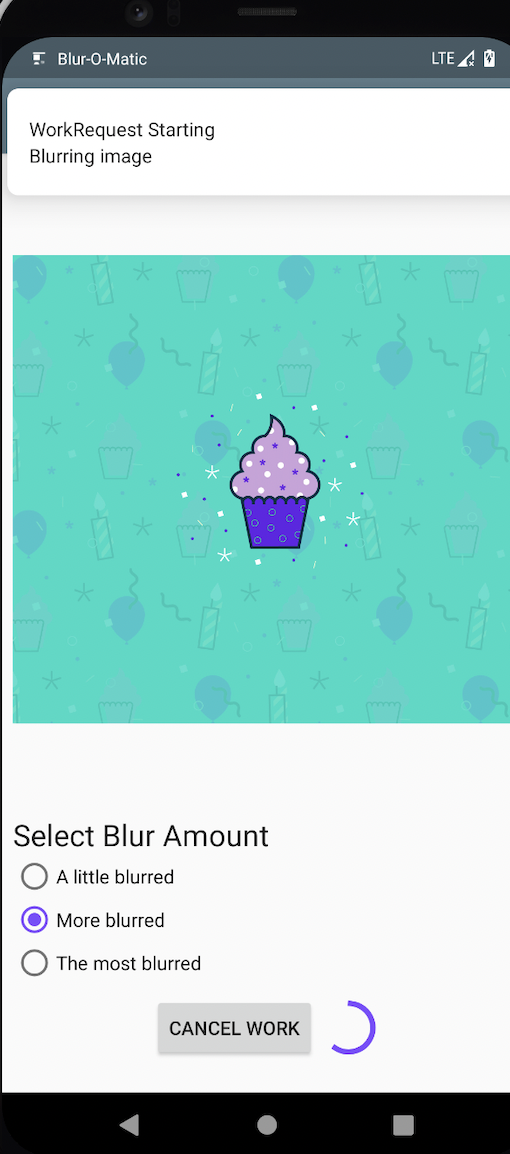 Blur-O-Matic
LTE
WorkRequest Starting
Blurring image
Select Blur Amount
A little blurred
More blurred
The most blurred
CANCEL WORK